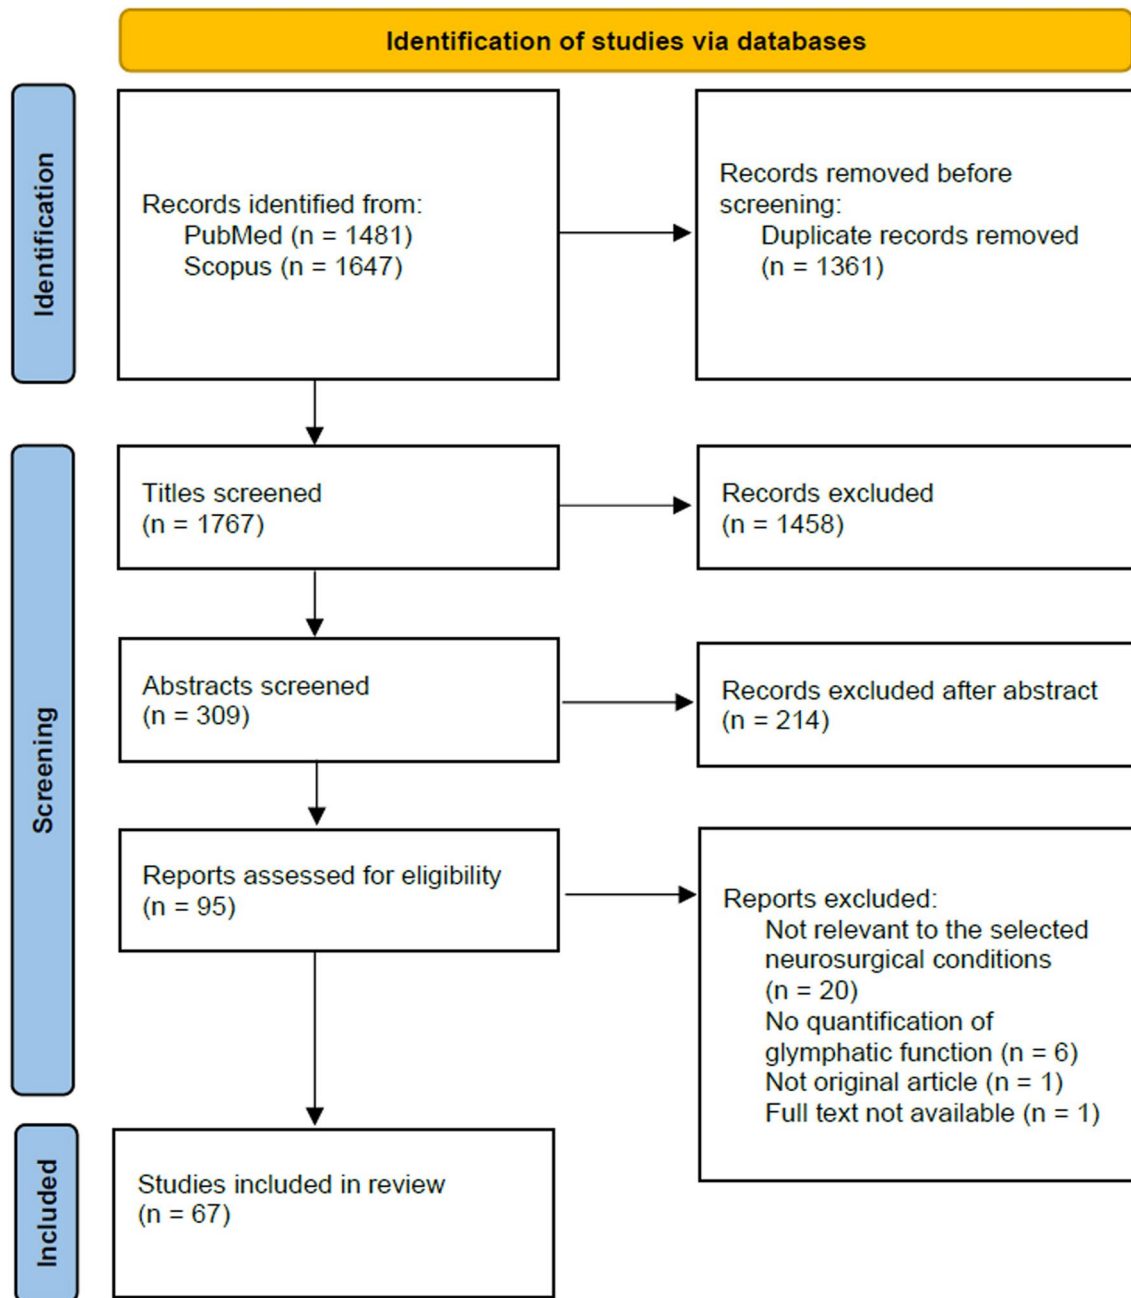 Identification of studies via databases
Identification
Records identified from:
PubMed (n = 1481)
Scopus (n = 1647)
Records removed before
screening:
Duplicate records removed
(n = 1361)
Screening
Titles screened
(n = 1767)
Records excluded
(n = 1458)
Abstracts screened
(n = 309)
Records excluded after abstract
(n = 214)
Reports assessed for eligibility
(n = 95)
Reports excluded:
Not relevant to the selected
neurosurgical conditions
(n = 20)
No quantification of
glymphatic function (n = 6)
Not original article (n = 1)
Full text not available (n = 1)
Included
Studies included in review
(n = 67)